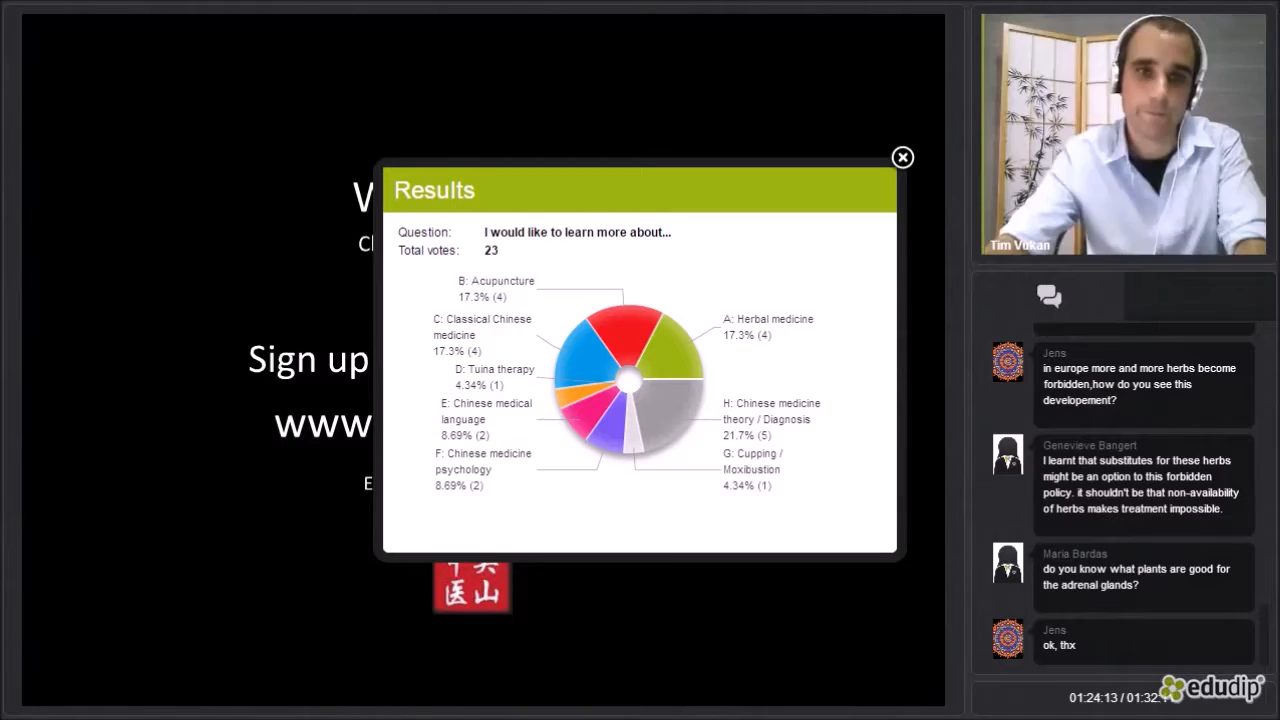 W
Sign up
www
E
Results
Question: I would like to learn more about...
Total votes: 23
B: Acupuncture
17.3% (4)
C: Classical Chinese
medicine
17.3% (4)
D: Tuina therapy
4.34% (1)
E: Chinese medical
language
8.69% (2)
F: Chinese medicine
psychology
8.69% (2)
A: Herbal medicine
17.3% (4)
H: Chinese medicine
theory / Diagnosis
21.7% (5)
G: Cupping /
Moxibustion
4.34% (1)
医山
Tim Vukan
Jens
in europe more and more herbs become
forbidden,how do you see this
developement?
Genevieve Bangert
I learnt that substitutes for these herbs
might be an option to this forbidden
policy. it shouldn't be that non-availability
of herbs makes treatment impossible.
Maria Bardas
do you know what plants are good for
the adrenal glands?
Jens
ok, thx
01:24:13 /
edudip